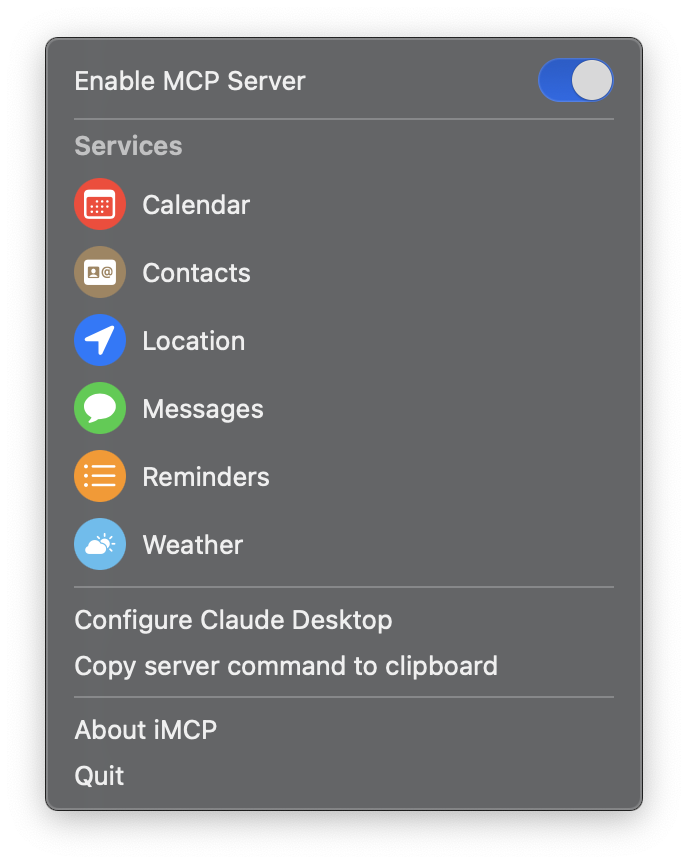 Enable MCP Server
Services
Calendar
Contacts
Location
Messages
Reminders
Weather
Configure Claude Desktop
Copy server command to clipboard
About iMCP
Quit